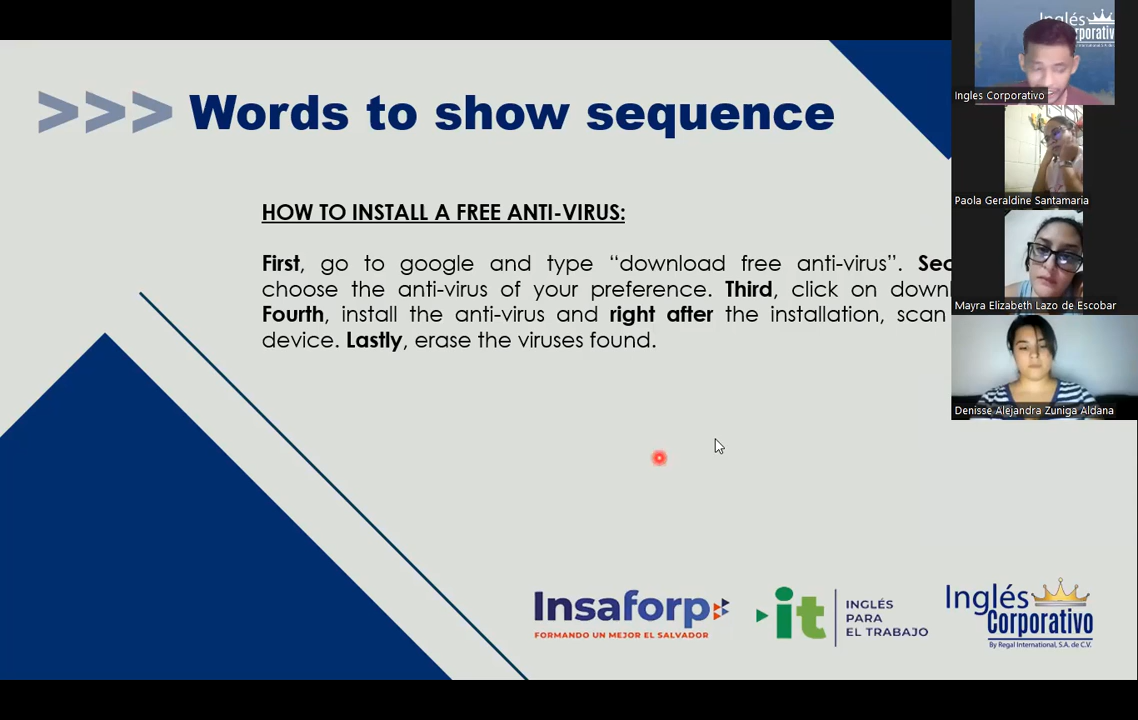 >>> Words to show sequence
HOW TO INSTALL A FREE ANTI-VIRUS:
First, go to google and type “download free anti-virus”.
choose the anti-virus of your preference. Third, click on
Fourth, install the anti-virus and right after the installation, scan
device. Lastly, erase the viruses found.
Insaforp
FORMANDO UN MEJOR EL SALVADOR
it
INGLÉS
PARA
EL TRABAJO
Inglés
Corporativo
By Regal International, S.A. de C.V.
Inglés
Ingles Corporativo
Paola Geraldine Santamaria
Mayra Elizabeth Lazo de Escobar
Denisse Alejandra Zuniga Aldana